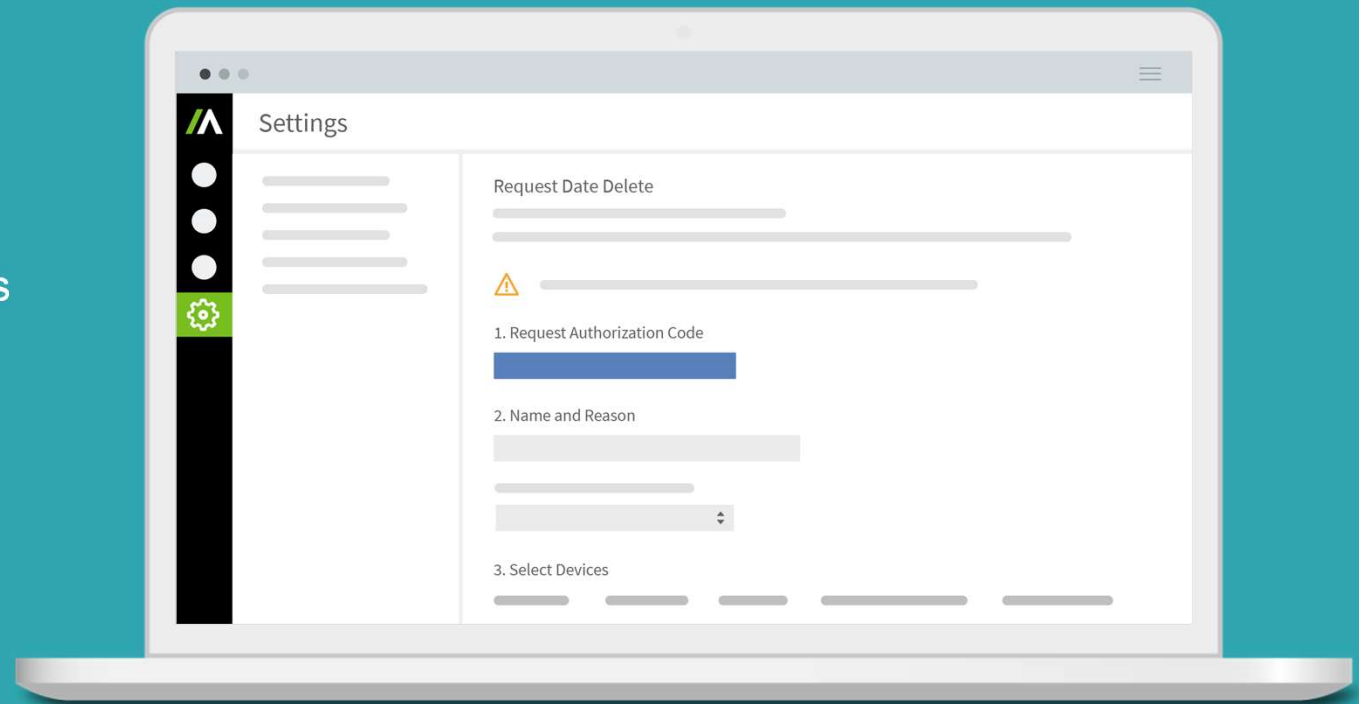 Settings
Request Date Delete
s
1. Request Authorization Code
2. Name and Reason
3. Select Devices